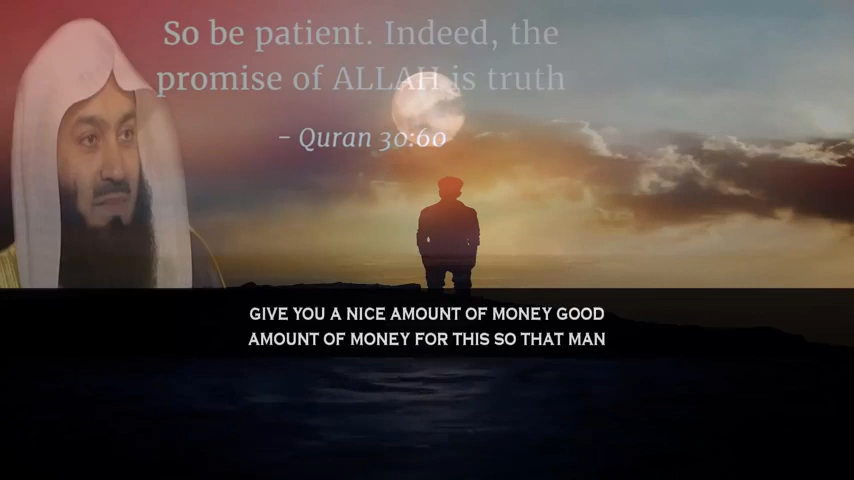 So be patient. Indeed, the
promise of ALLAH is truth
- Quran 30:60
GIVE YOU A NICE AMOUNT OF MONEY GOOD
AMOUNT OF MONEY FOR THIS SO THAT MAN